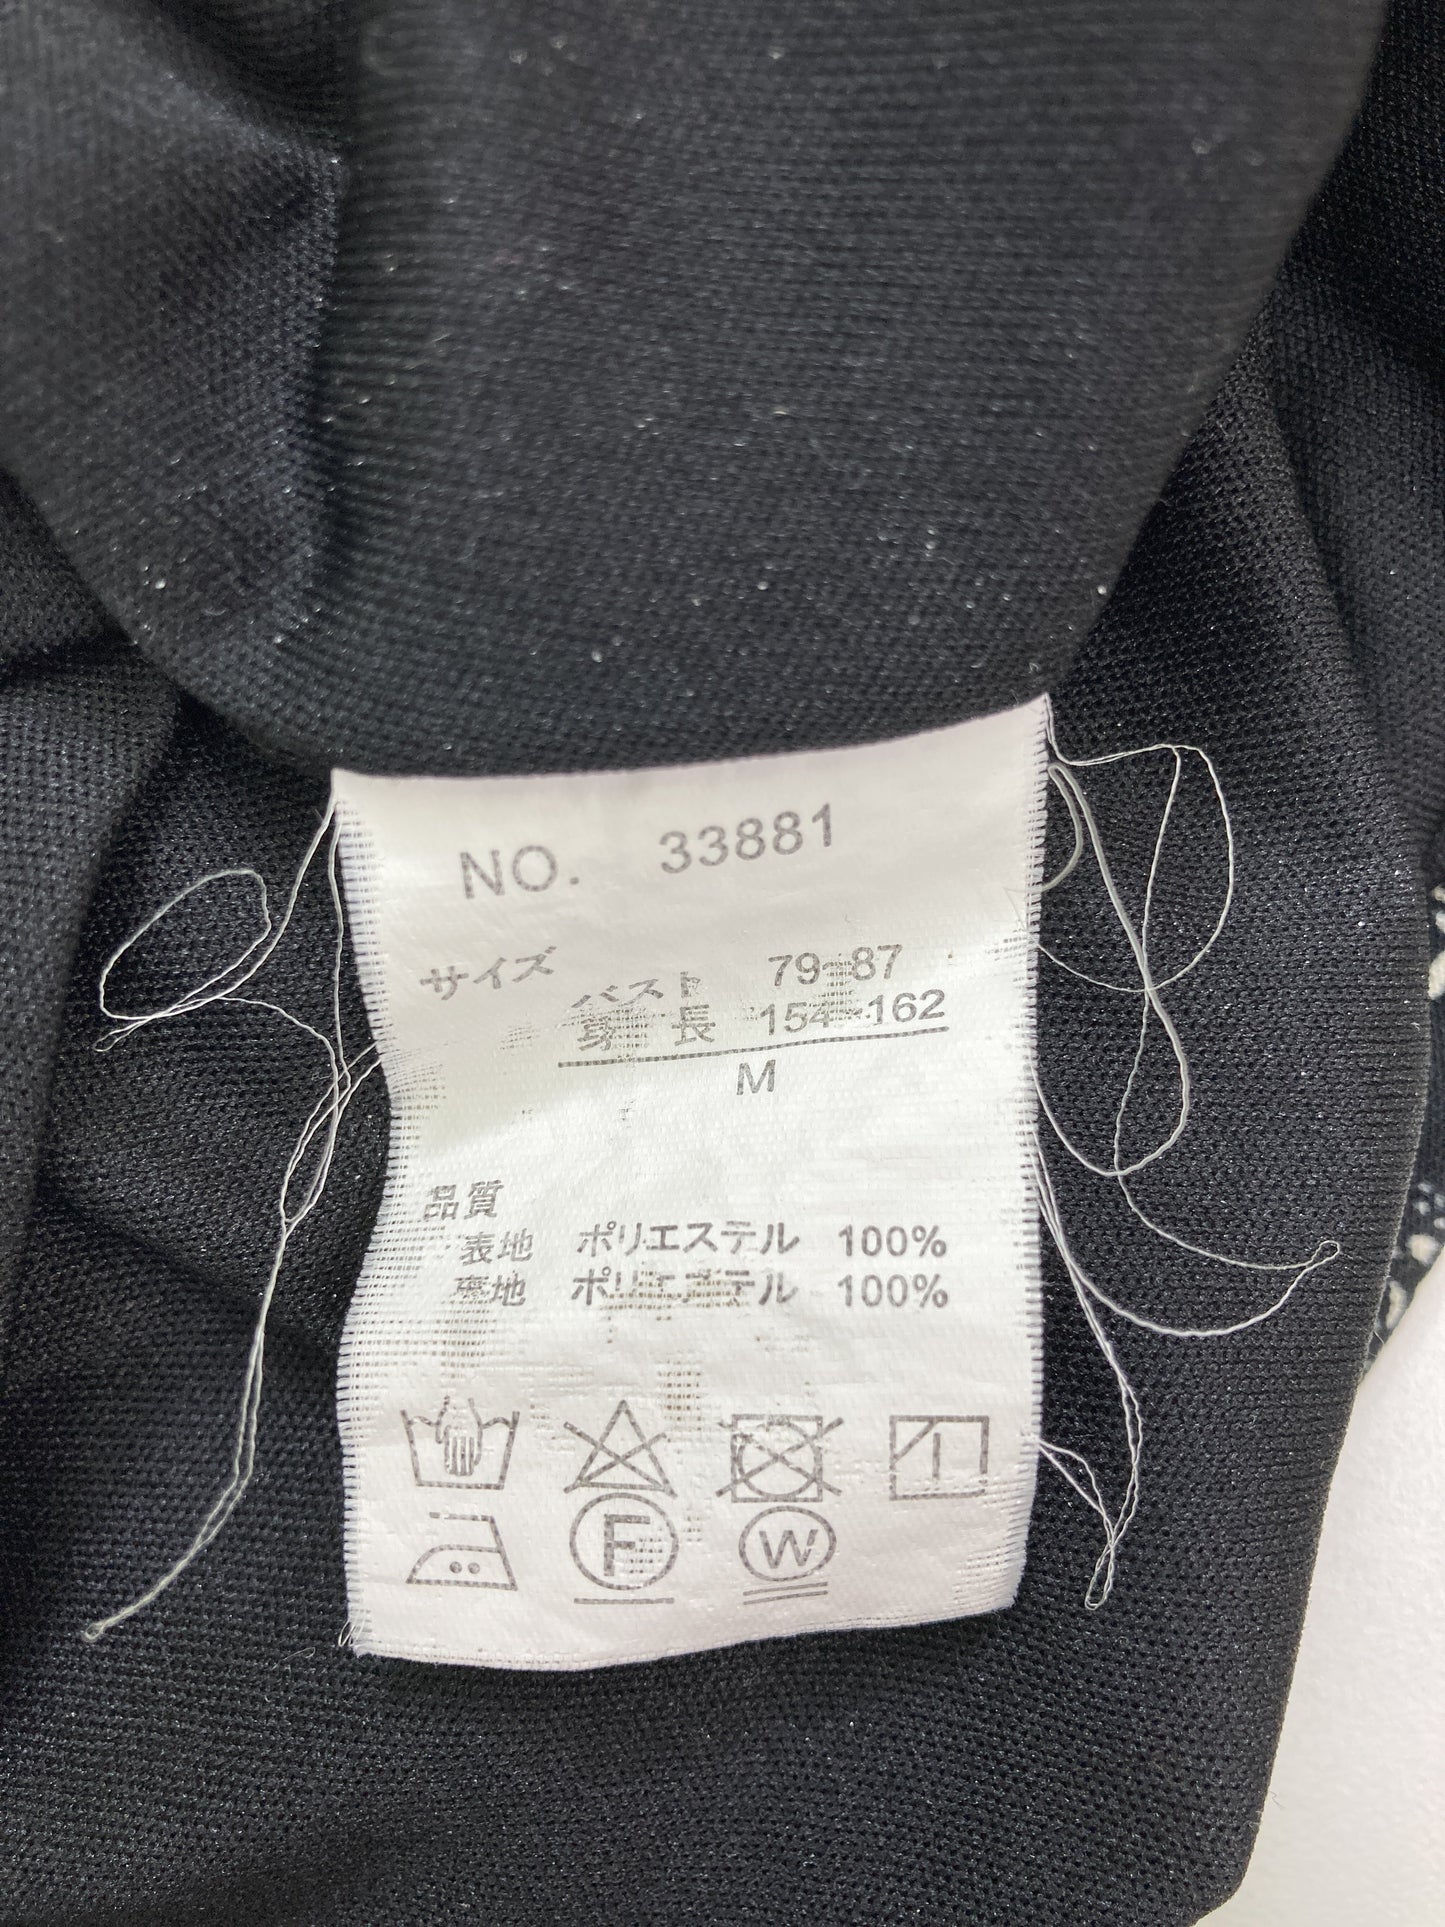 NO. 33881
サイズ
バスト 79~87
身 長 154~162
M
品質
表地 ポリエステル 100%
裏地 ポリエステル 100%
F W